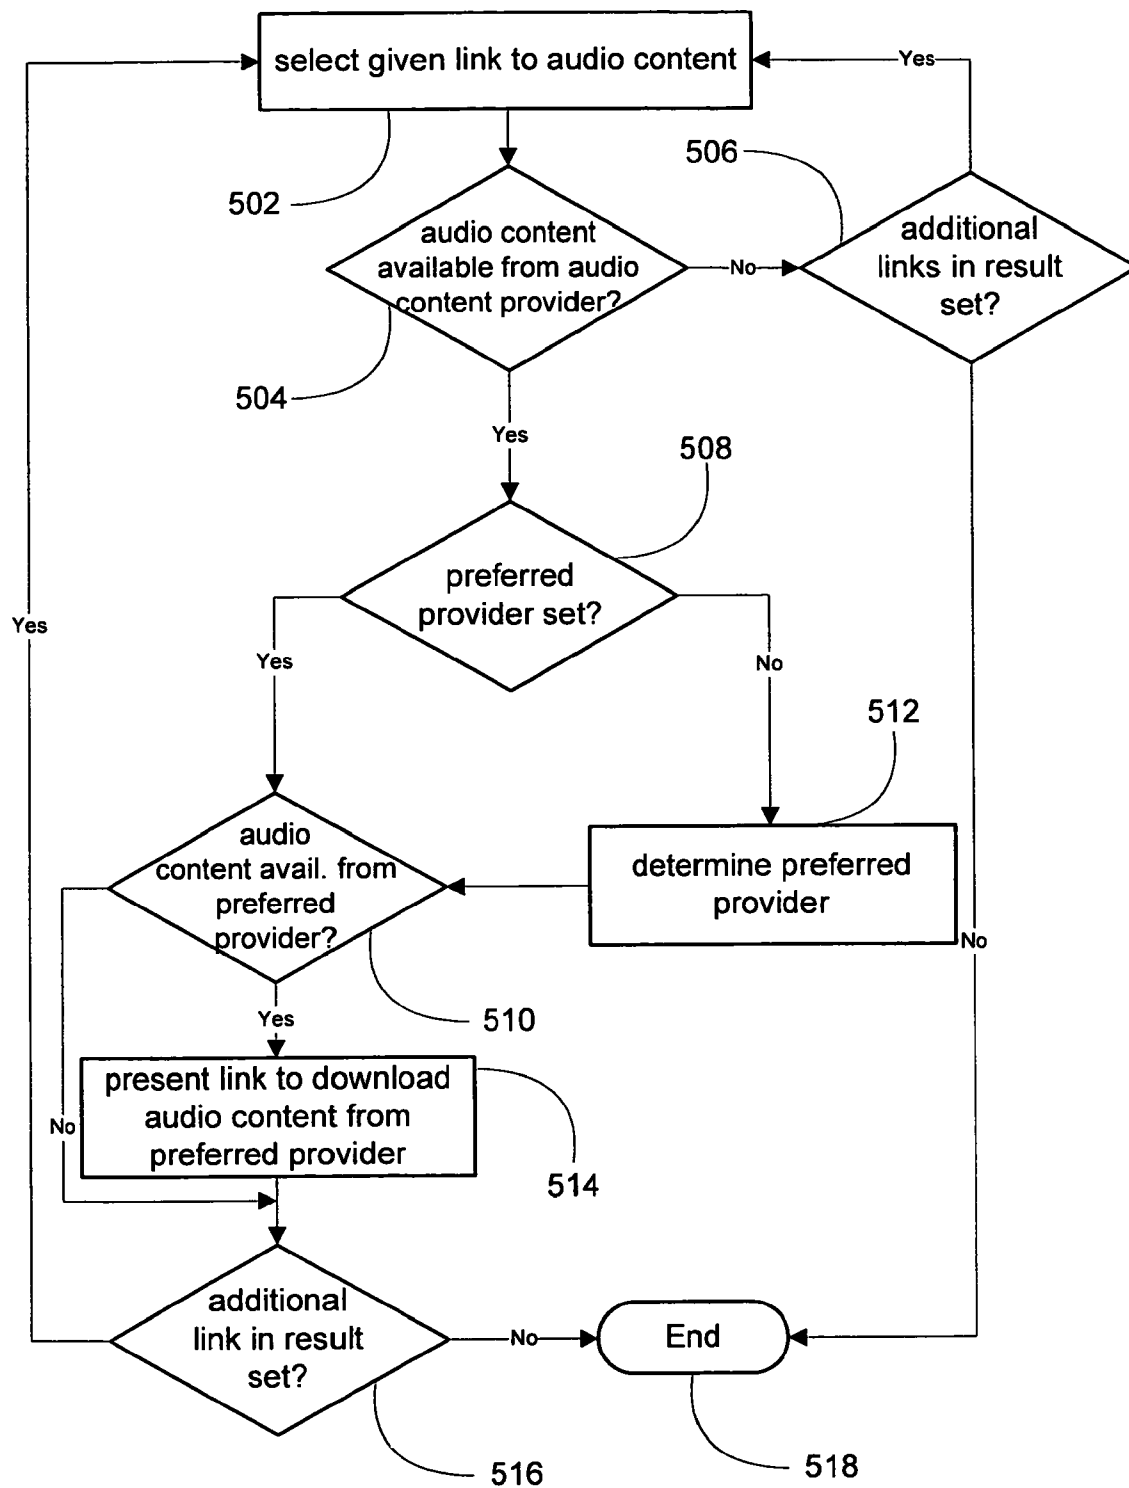 select given link to audio content
Yes
506
502
audio content
available from audio
content provider?
No
additional
links in result
set?
504
Yes
508
preferred
provider set?
Yes
Yes
No
512
audio
content avail. from
preferred
provider?
determine preferred
provider
No
510
Yes
present link to download
audio content from
preferred provider
No
514
additional
link in result
set?
No
End
516
518